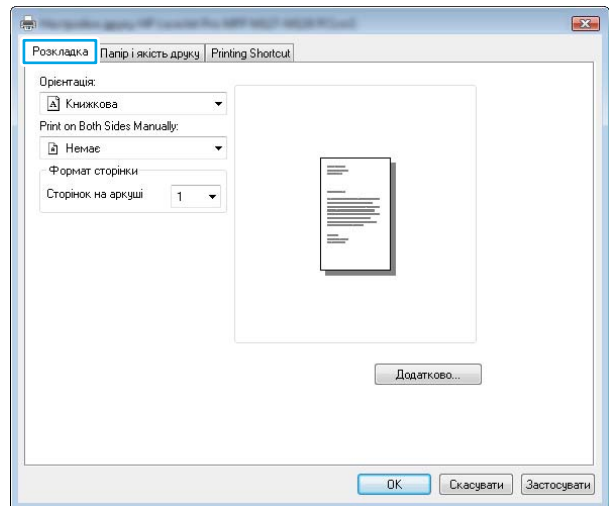 Розкладка Папір і якість друку Printing Shortcut
Орієнтація:
Книжкова
Print on Both Sides Manually:
Немає
Формат сторінки
Сторінок на аркуші 1
Додатково...
OK Скасувати Застосувати